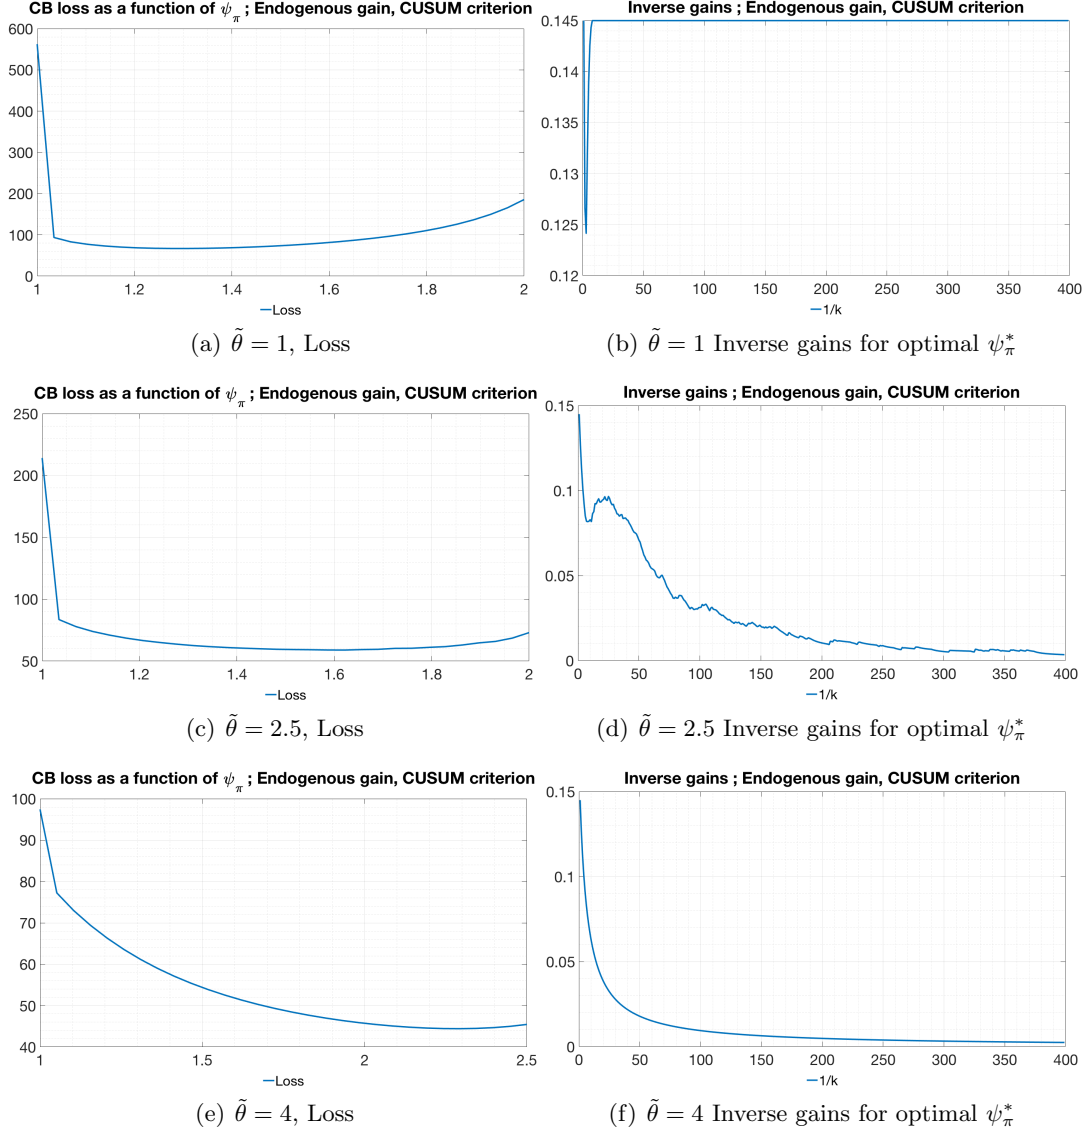 CB loss as a function of ψ_π ; Endogenous gain, CUSUM criterion
600
500
400
300
200
100
0
1 1.2 1.4 1.6 1.8 2
Loss
(a) θ̃ = 1, Loss
Inverse gains ; Endogenous gain, CUSUM criterion
0.145
0.14
0.135
0.13
0.125
0.12
0 50 100 150 200 250 300 350 400
1/k
(b) θ̃ = 1 Inverse gains for optimal ψ*_π
CB loss as a function of ψ_π ; Endogenous gain, CUSUM criterion
250
200
150
100
50
1 1.2 1.4 1.6 1.8 2
Loss
(c) θ̃ = 2.5, Loss
Inverse gains ; Endogenous gain, CUSUM criterion
0.15
0.1
0.05
0
0 50 100 150 200 250 300 350 400
1/k
(d) θ̃ = 2.5 Inverse gains for optimal ψ*_π
CB loss as a function of ψ_π ; Endogenous gain, CUSUM criterion
100
90
80
70
60
50
40
1 1.5 2 2.5
Loss
(e) θ̃ = 4, Loss
Inverse gains ; Endogenous gain, CUSUM criterion
0.15
0.1
0.05
0
0 50 100 150 200 250 300 350 400
1/k
(f) θ̃ = 4 Inverse gains for optimal ψ*_π